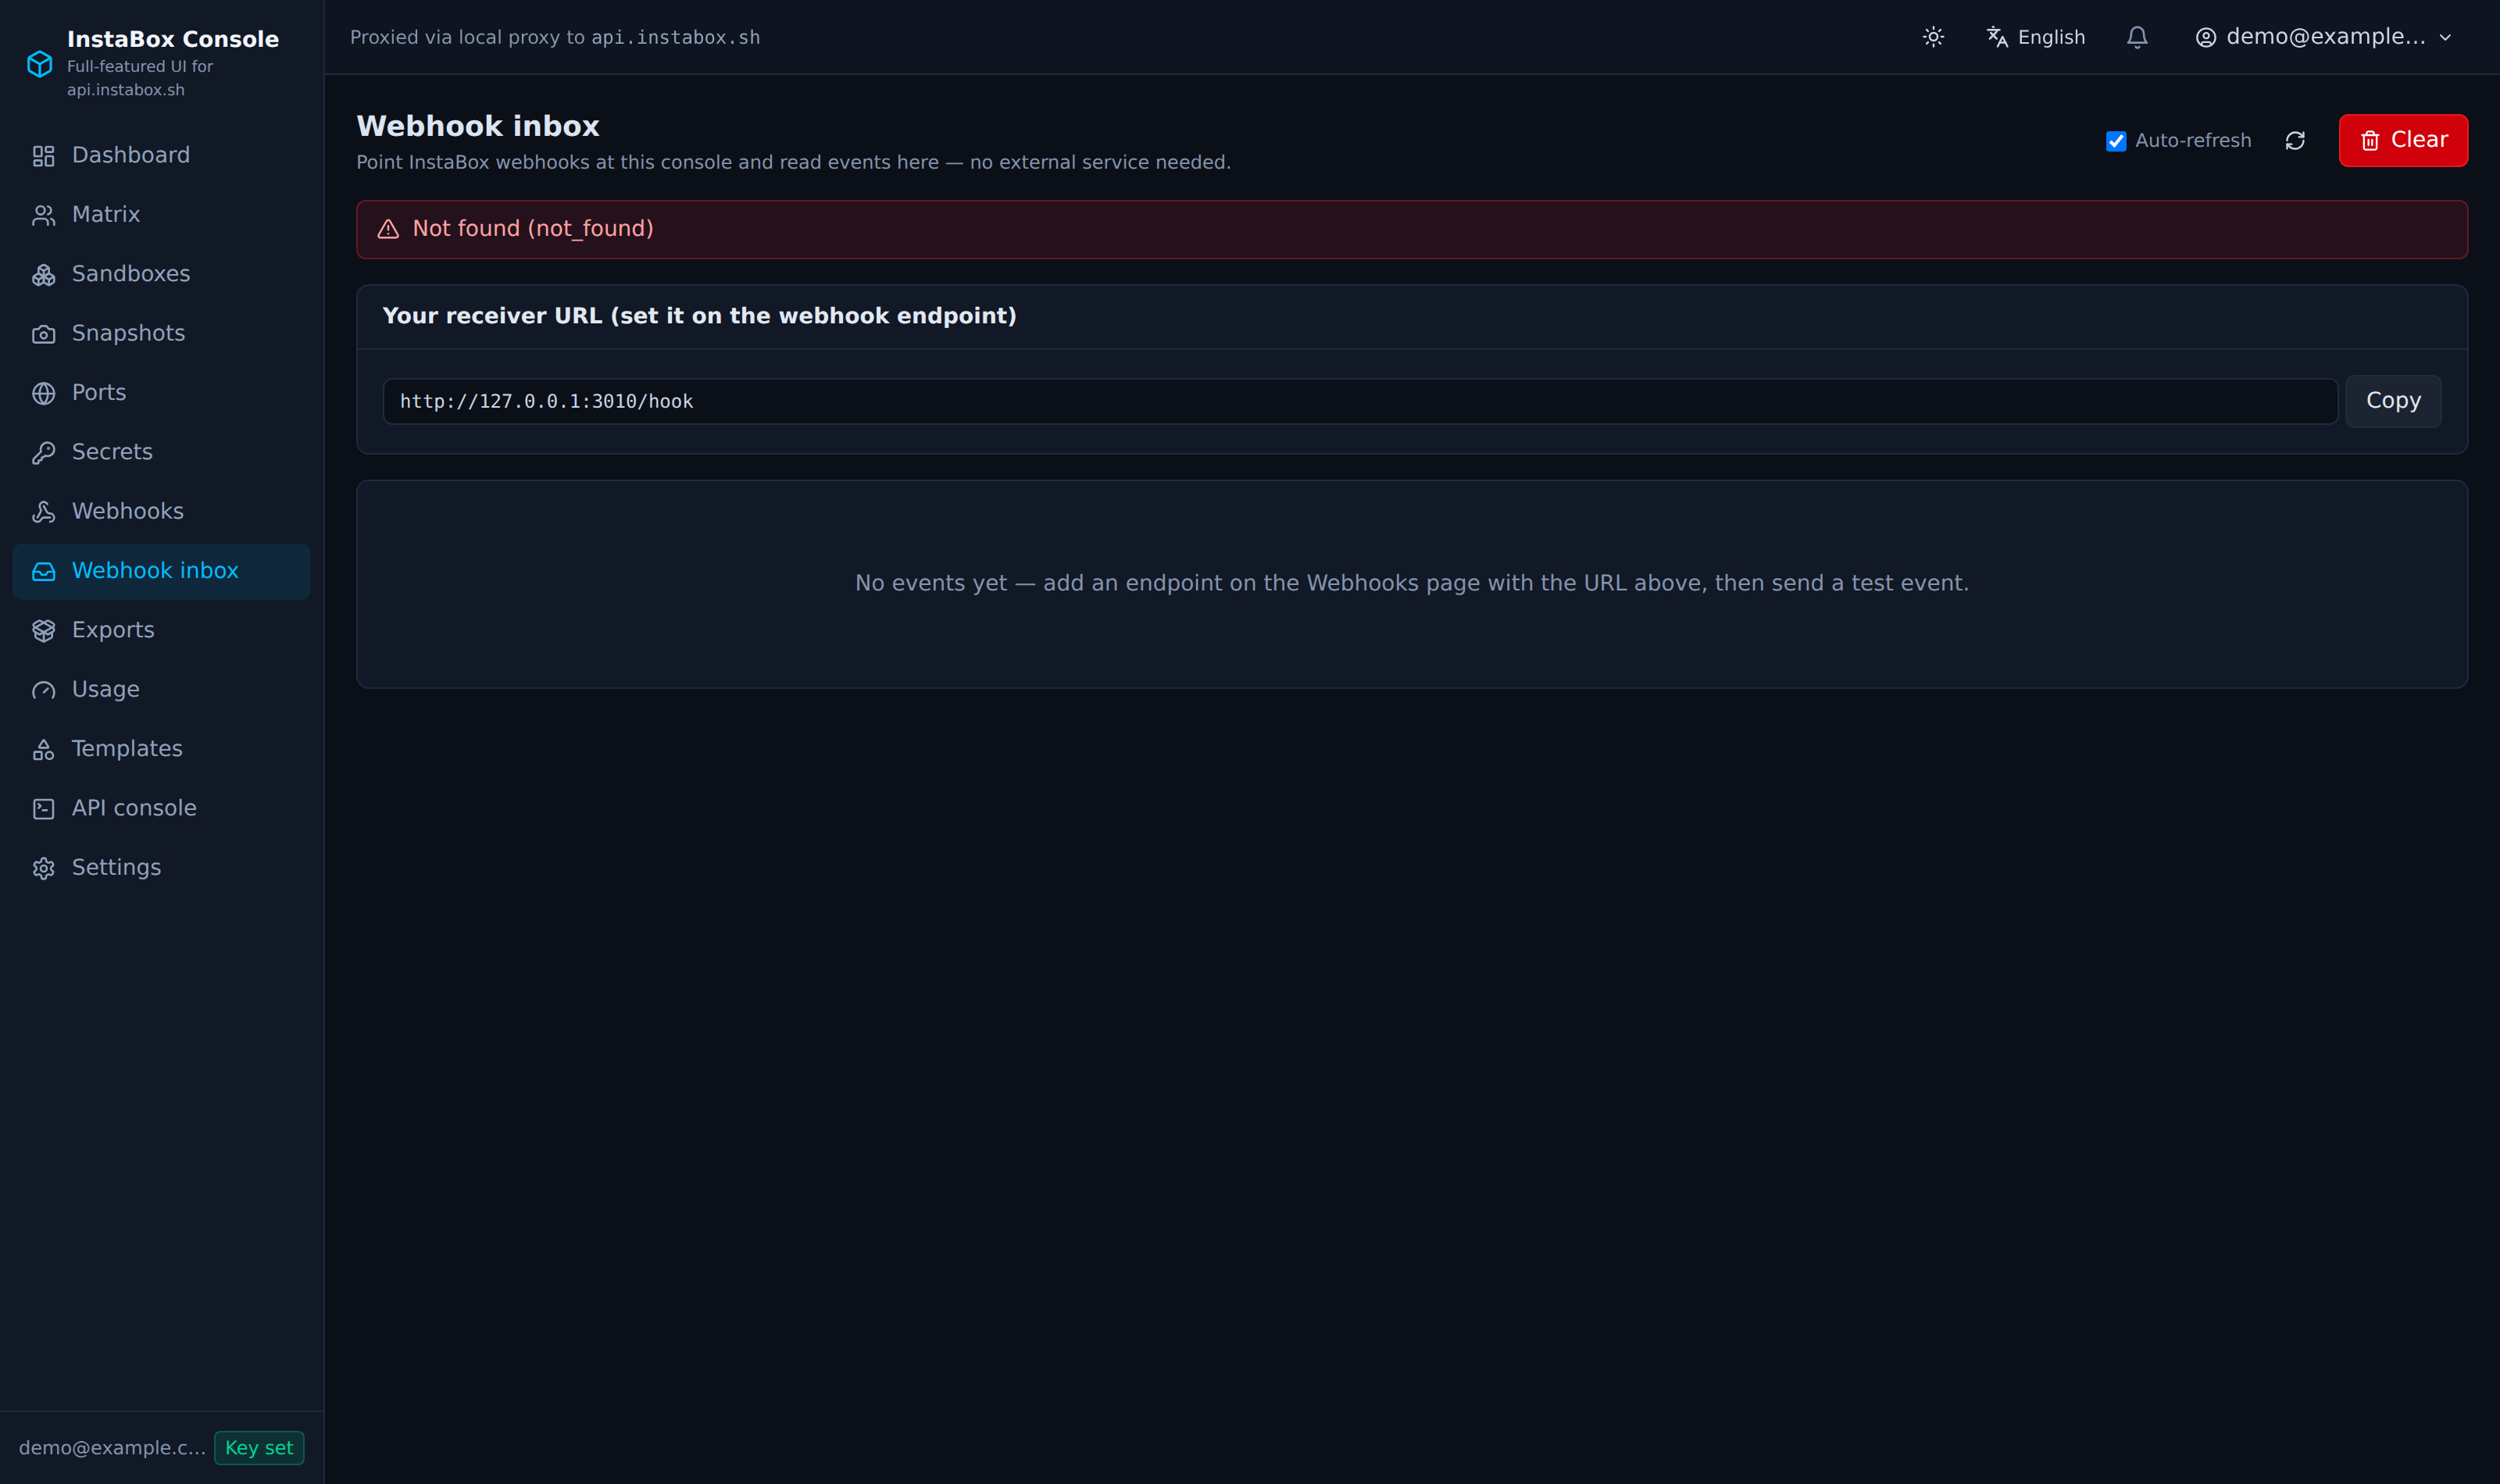 InstaBox Console
Full-featured UI for
api.instabox.sh
Dashboard
Matrix
Sandboxes
Snapshots
Ports
Secrets
Webhooks
Webhook inbox
Exports
Usage
Templates
API console
Settings
demo@example.c...
Key set
Proxied via local proxy to api.instabox.sh
English
demo@example...
Webhook inbox
Point InstaBox webhooks at this console and read events here — no external service needed.
Auto-refresh
Clear
Not found (not_found)
Your receiver URL (set it on the webhook endpoint)
http://127.0.0.1:3010/hook
Copy
No events yet — add an endpoint on the Webhooks page with the URL above, then send a test event.